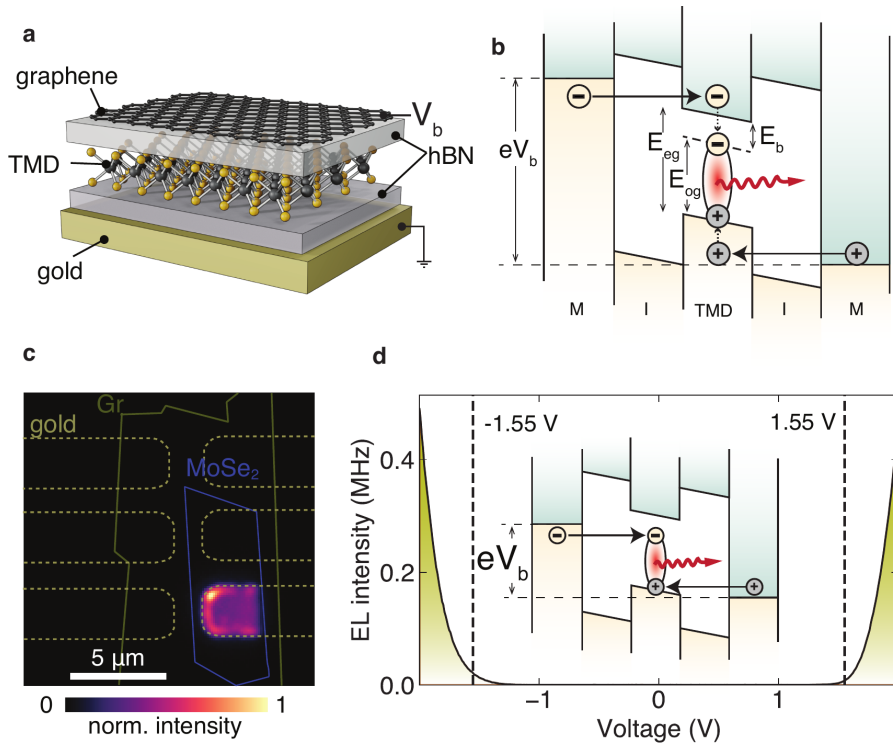 a
graphene
V_b
TMD
hBN
gold
b
eV_b
E_eg
E_og
E_b
M
I
TMD
I
M
c
Gr
gold
MoSe₂
5 µm
0
1
norm. intensity
d
-1.55 V
1.55 V
EL intensity (MHz)
0.4
0.2
0.0
eV_b
−1
0
1
Voltage (V)